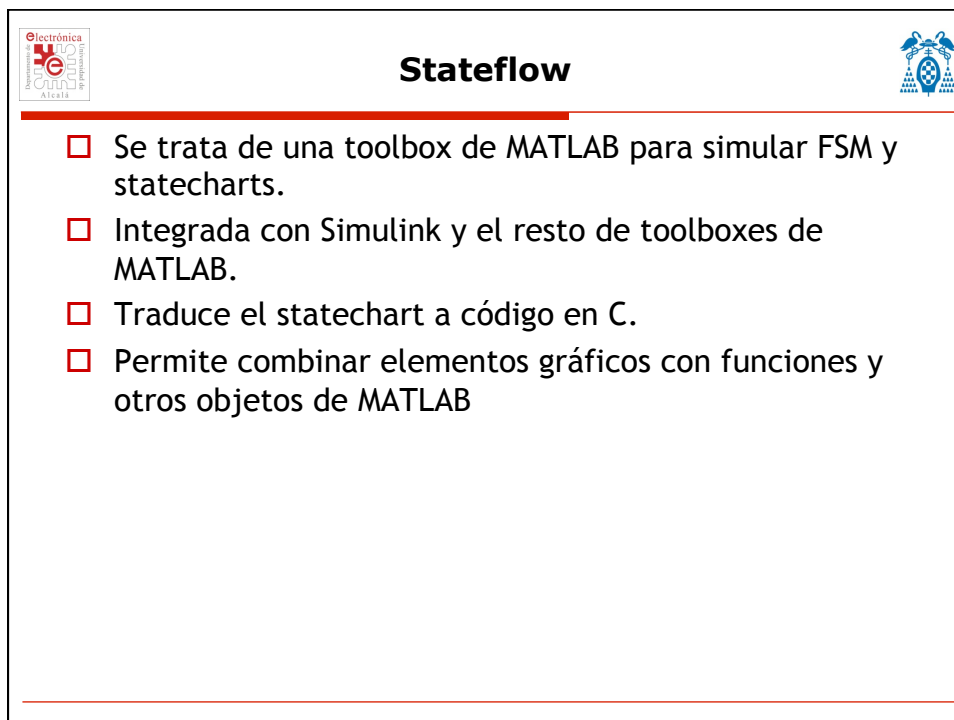 electrónica
Departamento de
Universidad de
Alcalá
Stateflow
Se trata de una toolbox de MATLAB para simular FSM y
statecharts.
Integrada con Simulink y el resto de toolboxes de
MATLAB.
Traduce el statechart a código en C.
Permite combinar elementos gráficos con funciones y
otros objetos de MATLAB